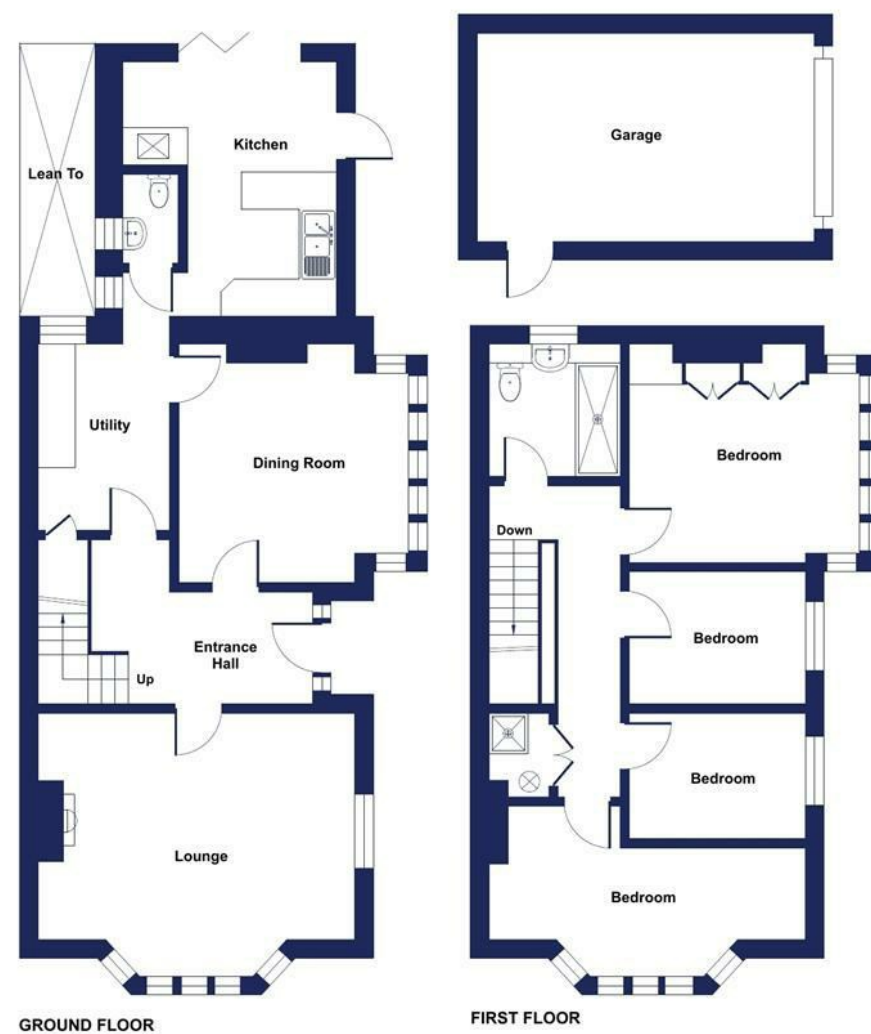 Kitchen
Lean To
Utility
Dining Room
Entrance
Hall
Up
Lounge
GROUND FLOOR
Garage
Bedroom
Down
Bedroom
Bedroom
Bedroom
FIRST FLOOR